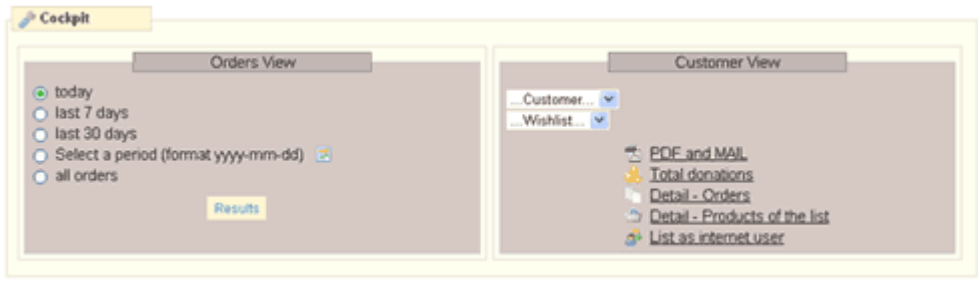 Cockpit
Orders View
today
last 7 days
last 30 days
Select a period (format yyyy-mm-dd)
all orders
Results
Customer View
...Customer...
...Wishlist...
PDF and MAIL
Total donations
Detail - Orders
Detail - Products of the list
List as internet user